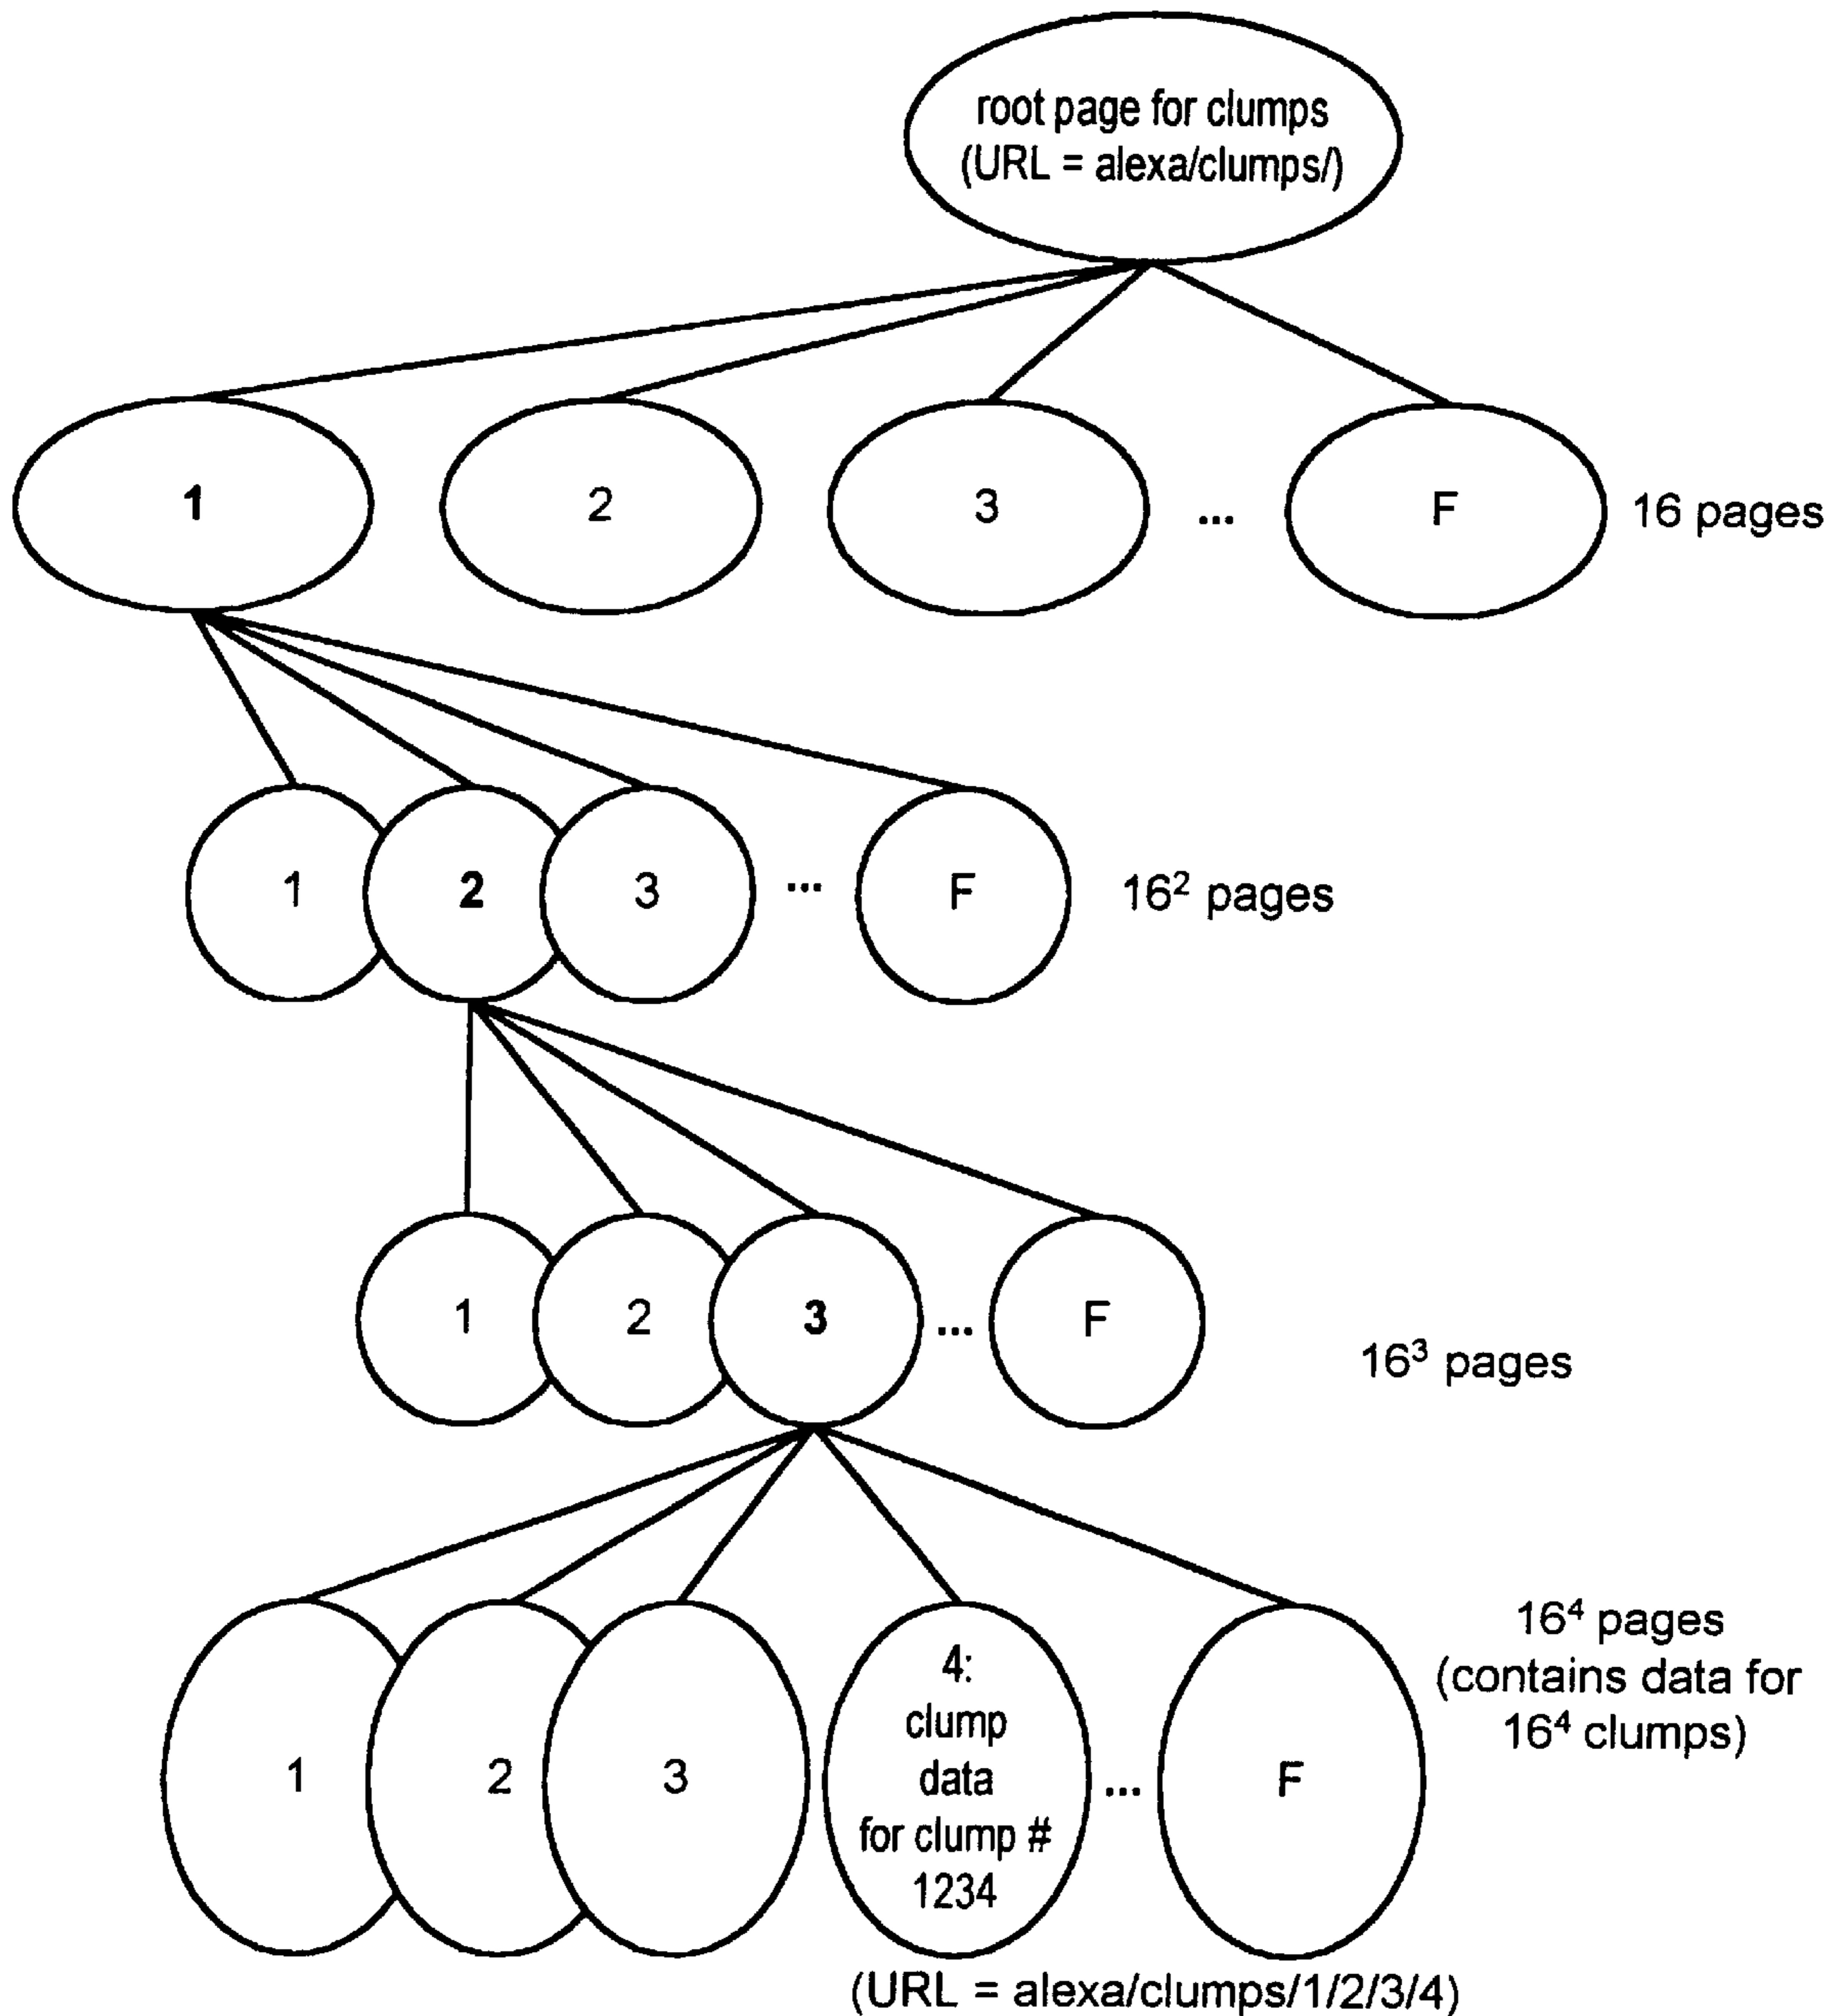 root page for clumps
(URL = alexa/clumps/)
1 2 3 ... F 16 pages
1 2 3 ... F 16² pages
1 2 3 ... F
16³ pages
16⁴ pages
(contains data for
16⁴ clumps)
1 2 3
4:
clump
data
for clump #
1234
... F
(URL = alexa/clumps/1/2/3/4)